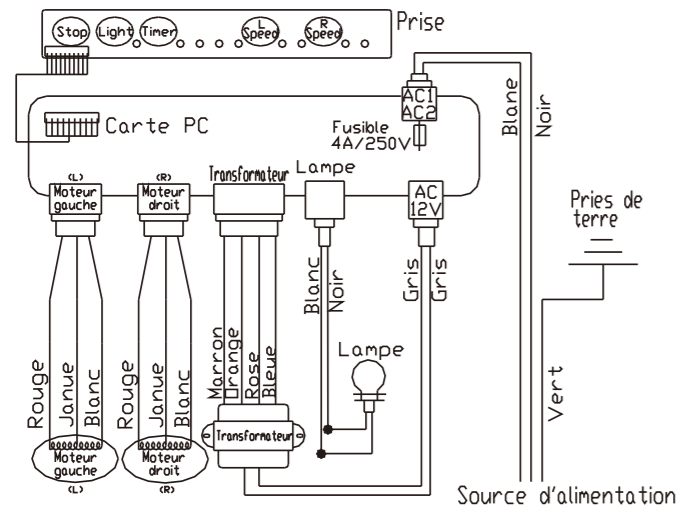 Stop Light Timer L Speed R Speed
Prise
AC1
AC2
Blane
Noir
Carte PC
Fusible
4A/250V
(L)
Moteur
gauche
(R)
Moteur
droit
Transformateur
Lampe
AC
12V
Pries de
terre
Rouge
Janue
Blanc
Rouge
Janue
Blanc
Marron
Orange
Rose
Bleue
Blanc
Noir
Gris
Gris
Lampe
Vert
Moteur
gauche
(L)
Moteur
droit
(R)
Transformateur
Source d'alimentation